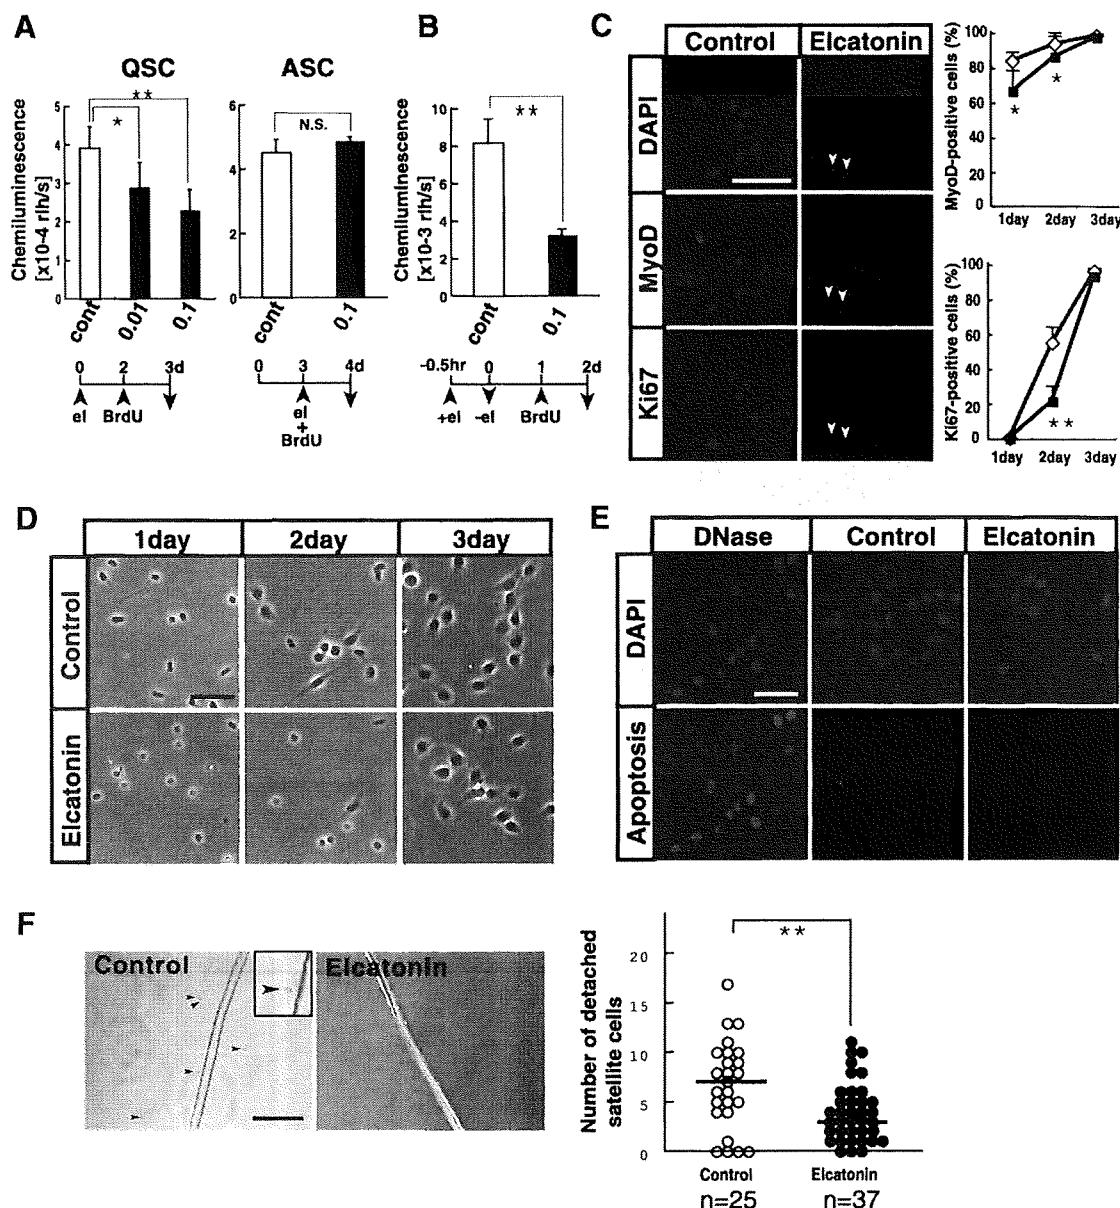 A
QSC
ASC
Chemiluminescence
[x10-4 rlh/s]
**
*
5
4
3
2
1
0
cont
0.01
0.1
6
4
2
0
N.S.
cont
0.1
0 2 3d
el BrdU
0 3 4d
el
+
BrdU
B
Chemiluminescence
[x10-3 rlh/s]
10
8
6
4
2
0
**
cont
0.1
-0.5hr 0 1 2d
+el -el BrdU
C
Control Elcatonin
DAPI
MyoD
Ki67
MyoD-positive cells (%)
100
80
60
40
20
0
*
*
1day 2day 3day
Ki67-positive cells (%)
100
80
60
40
20
0
**
1day 2day 3day
D
1day 2day 3day
Control
Elcatonin
E
DNase Control Elcatonin
DAPI
Apoptosis
F
Control
Elcatonin
Number of detached
satellite cells
20
15
10
5
0
**
Control Elcatonin
n=25 n=37